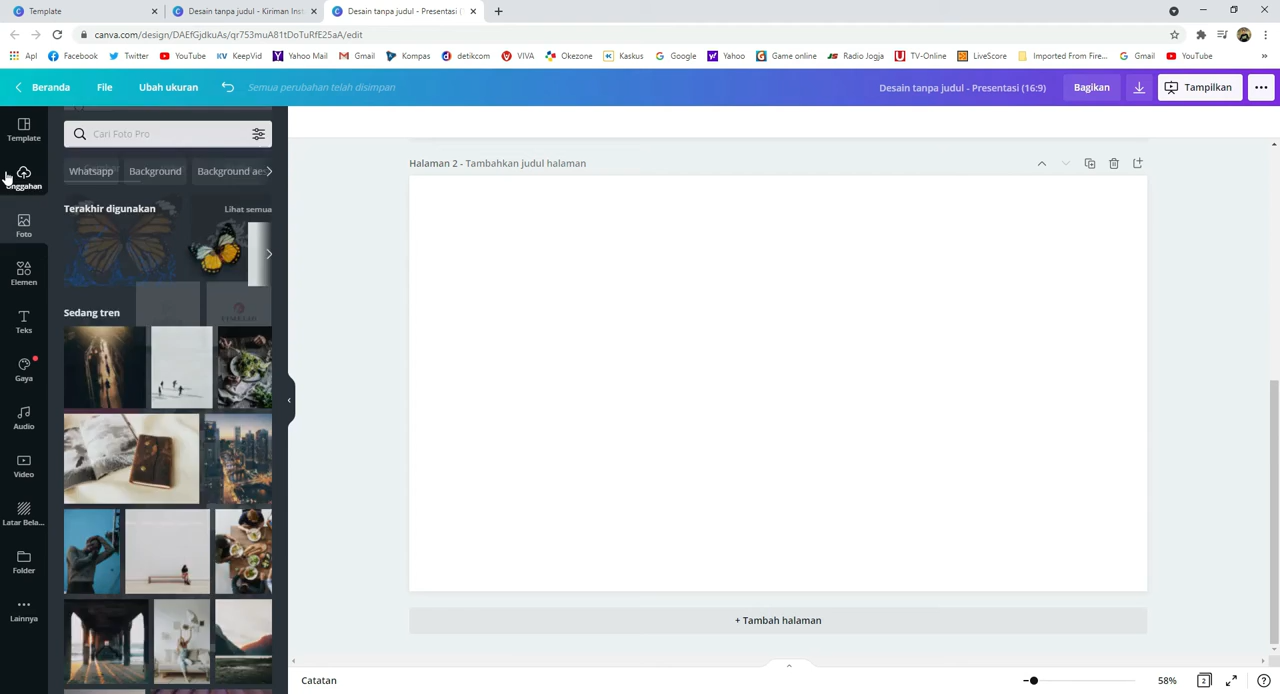 Template
Desain tanpa judul - Kiriman Inst
Desain tanpa judul - Presentasi (
canva.com/design/DAEfGjdkuAs/qr753muA81tDoTuRfE25aA/edit
Apl
Facebook
Twitter
YouTube
KeepVid
Yahoo Mail
Gmail
Kompas
detikcom
VIVA
Okezone
Kaskus
Google
Yahoo
Game online
Radio Jogja
TV-Online
LiveScore
Imported From Fire...
Gmail
YouTube
Beranda
File
Ubah ukuran
Semua perubahan telah disimpan
Desain tanpa judul - Presentasi (16:9)
Bagikan
Tampilkan
Template
Unggahan
Foto
Elemen
Teks
Gaya
Audio
Video
Latar Bela...
Folder
Lainnya
Cari Foto Pro
Whatsapp
Background
Background aes
Terakhir digunakan
Lihat semua
Sedang tren
Halaman 2 - Tambahkan judul halaman
+ Tambah halaman
Catatan
58%
2